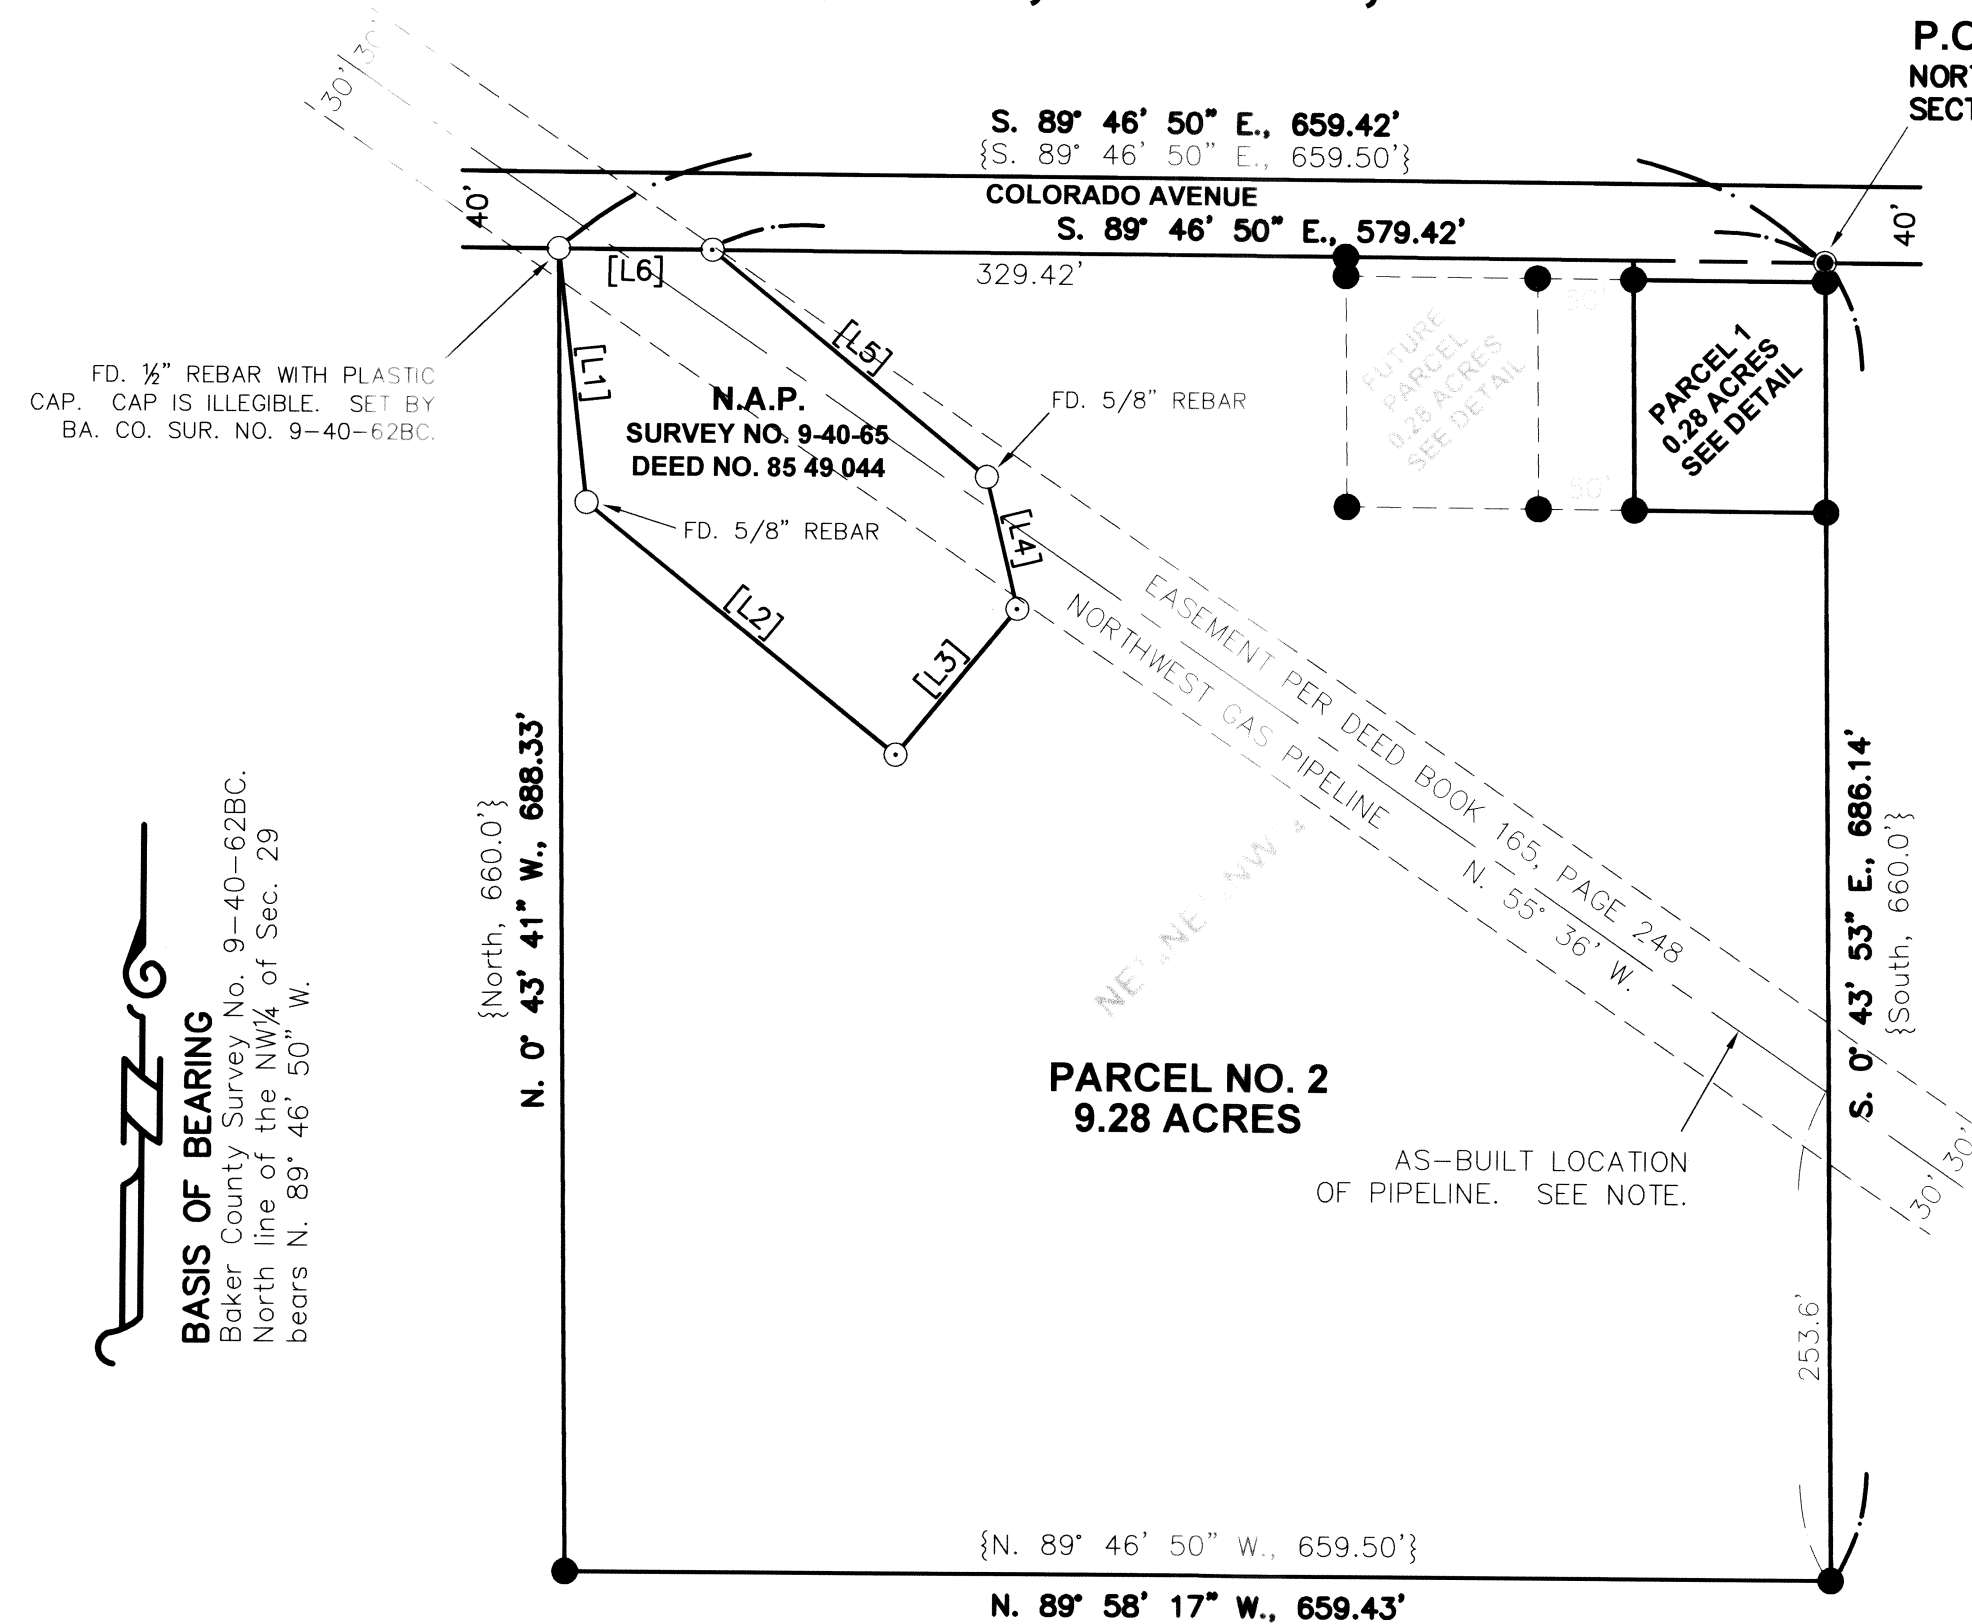 P.O
NOR
SECT
30'
30'
S. 89° 46' 50" E., 659.42'
{S. 89° 46' 50" E., 659.50'}
40'
COLORADO AVENUE
40'
S. 89° 46' 50" E., 579.42'
[L6]
329.42'
50'
[L1]
[L5]
FUTURE
PARCEL
0.28 ACRES
SEE DETAIL
PARCEL 1
0.28 ACRES
SEE DETAIL
FD. ½" REBAR WITH PLASTIC
CAP. CAP IS ILLEGIBLE. SET BY
BA. CO. SUR. NO. 9-40-62BC.
N.A.P.
SURVEY NO. 9-40-65
DEED NO. 85 49 044
FD. 5/8" REBAR
50'
FD. 5/8" REBAR
[L4]
[L2]
[L3]
EASEMENT PER DEED BOOK 165, PAGE 248
NORTHWEST GAS PIPELINE
N. 55° 36' W.
{North, 660.0'}
N. 0° 43' 41" W., 688.33'
S. 0° 43' 53" E., 686.14'
{South, 660.0'}
BASIS OF BEARING
Baker County Survey No. 9-40-62BC.
North line of the NW¼ of Sec. 29
bears N. 89° 46' 50" W.
N
PARCEL NO. 2
9.28 ACRES
AS-BUILT LOCATION
OF PIPELINE. SEE NOTE.
30'
30'
253.6'
{N. 89° 46' 50" W., 659.50'}
N. 89° 58' 17" W., 659.43'